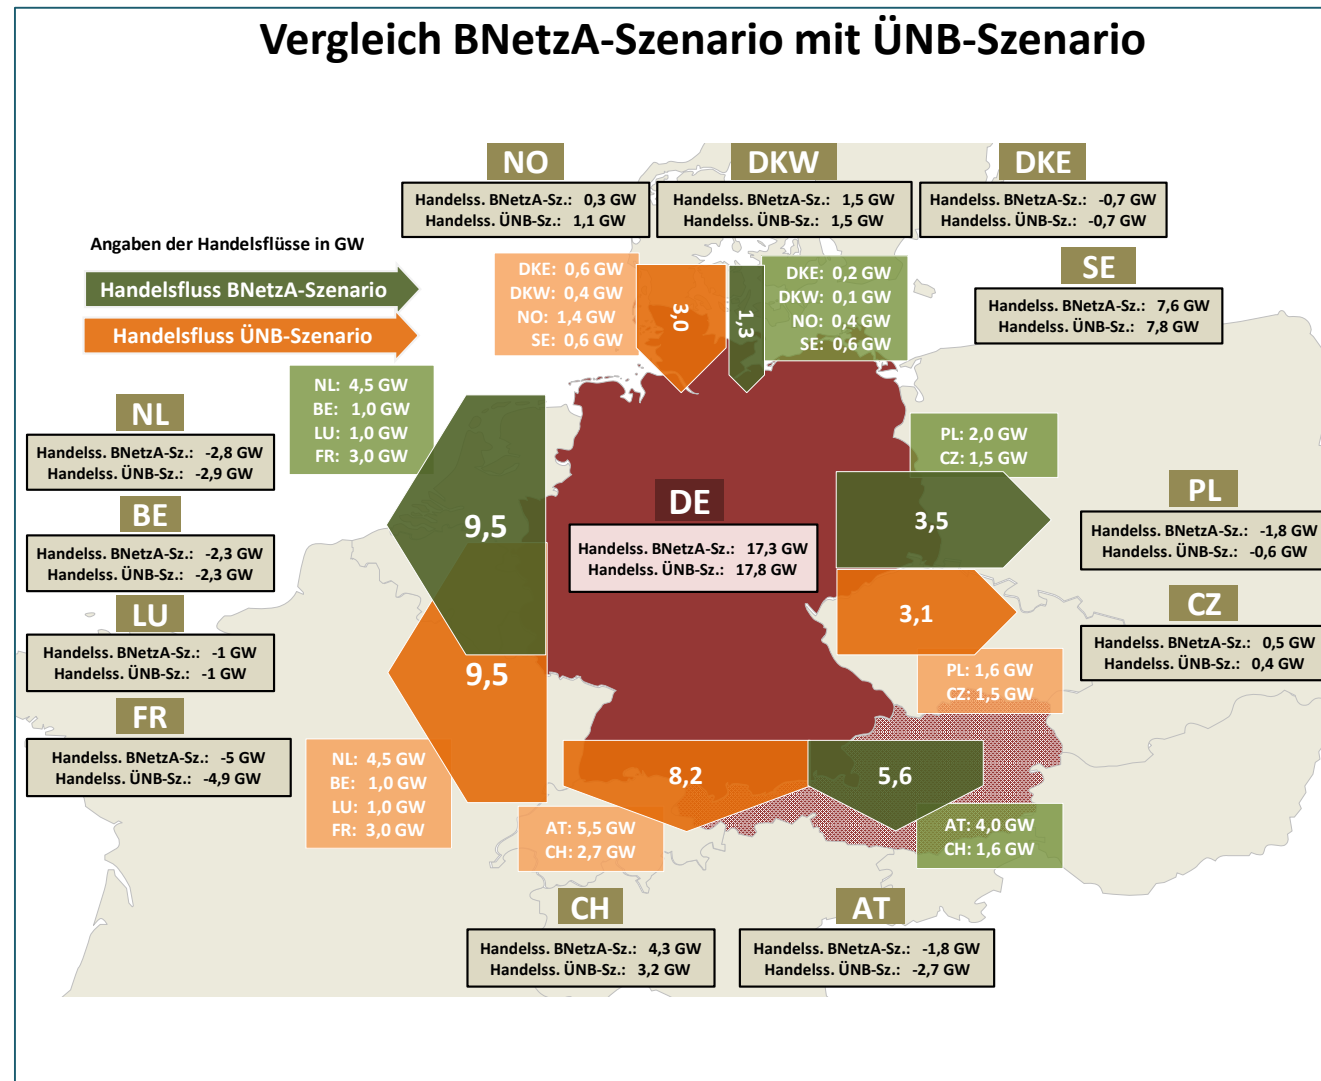 Vergleich BNetzA-Szenario mit ÜNB-Szenario
NO
Handelss. BNetzA-Sz.: 0,3 GW
Handelss. ÜNB-Sz.: 1,1 GW
DKW
Handelss. BNetzA-Sz.: 1,5 GW
Handelss. ÜNB-Sz.: 1,5 GW
DKE
Handelss. BNetzA-Sz.: -0,7 GW
Handelss. ÜNB-Sz.: -0,7 GW
Angaben der Handelsflüsse in GW
Handelsfluss BNetzA-Szenario
Handelsfluss ÜNB-Szenario
DKE: 0,6 GW
DKW: 0,4 GW
NO: 1,4 GW
SE: 0,6 GW
3,0
1,3
DKE: 0,2 GW
DKW: 0,1 GW
NO: 0,4 GW
SE: 0,6 GW
SE
Handelss. BNetzA-Sz.: 7,6 GW
Handelss. ÜNB-Sz.: 7,8 GW
NL: 4,5 GW
BE: 1,0 GW
LU: 1,0 GW
FR: 3,0 GW
NL
Handelss. BNetzA-Sz.: -2,8 GW
Handelss. ÜNB-Sz.: -2,9 GW
BE
Handelss. BNetzA-Sz.: -2,3 GW
Handelss. ÜNB-Sz.: -2,3 GW
LU
Handelss. BNetzA-Sz.: -1 GW
Handelss. ÜNB-Sz.: -1 GW
FR
Handelss. BNetzA-Sz.: -5 GW
Handelss. ÜNB-Sz.: -4,9 GW
9,5
9,5
DE
Handelss. BNetzA-Sz.: 17,3 GW
Handelss. ÜNB-Sz.: 17,8 GW
PL: 2,0 GW
CZ: 1,5 GW
3,5
3,1
PL: 1,6 GW
CZ: 1,5 GW
PL
Handelss. BNetzA-Sz.: -1,8 GW
Handelss. ÜNB-Sz.: -0,6 GW
CZ
Handelss. BNetzA-Sz.: 0,5 GW
Handelss. ÜNB-Sz.: 0,4 GW
NL: 4,5 GW
BE: 1,0 GW
LU: 1,0 GW
FR: 3,0 GW
8,2
5,6
AT: 5,5 GW
CH: 2,7 GW
AT: 4,0 GW
CH: 1,6 GW
CH
Handelss. BNetzA-Sz.: 4,3 GW
Handelss. ÜNB-Sz.: 3,2 GW
AT
Handelss. BNetzA-Sz.: -1,8 GW
Handelss. ÜNB-Sz.: -2,7 GW